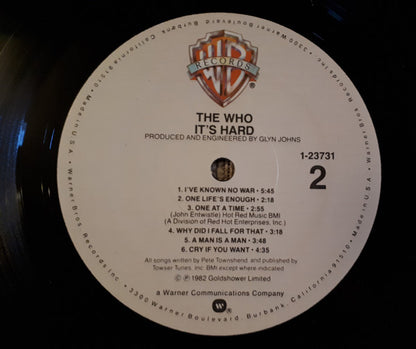 WB
RECORDS
THE WHO
IT'S HARD
PRODUCED AND ENGINEERED BY GLYN JOHNS
1-23731
2
1. I'VE KNOWN NO WAR • 5:45
2. ONE LIFE'S ENOUGH • 2:18
3. ONE AT A TIME • 2:55
(John Entwistle) Hot Red Music BMI)
(A Division of Red Hot Enterprises, Inc.)
4. WHY DID I FALL FOR THAT • 3:18
5. A MAN IS A MAN • 3:48
6. CRY IF YOU WANT • 4:35
All songs written by Pete Townshend and published by
Towser Tunes, Inc. BMI except where indicated
© ℗ 1982 Goldshower Limited
a Warner Communications Company
Warner Bros. Records Inc. • 3300 Warner Boulevard, Burbank, California 91510 • Made in U.S.A. •